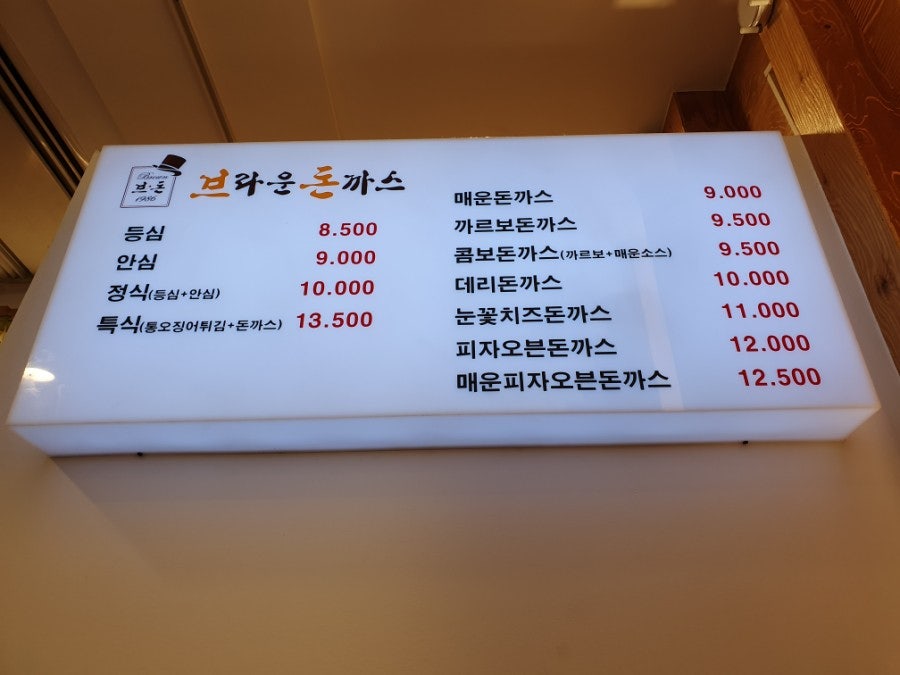 Brown
브·돈
1986
브라운돈까스
등심 8.500
안심 9.000
정식(등심+안심) 10.000
특식(통오징어튀김+돈까스) 13.500
매운돈까스 9.000
까르보돈까스 9.500
콤보돈까스(까르보+매운소스) 9.500
데리돈까스 10.000
눈꽃치즈돈까스 11.000
피자오븐돈까스 12.000
매운피자오븐돈까스 12.500